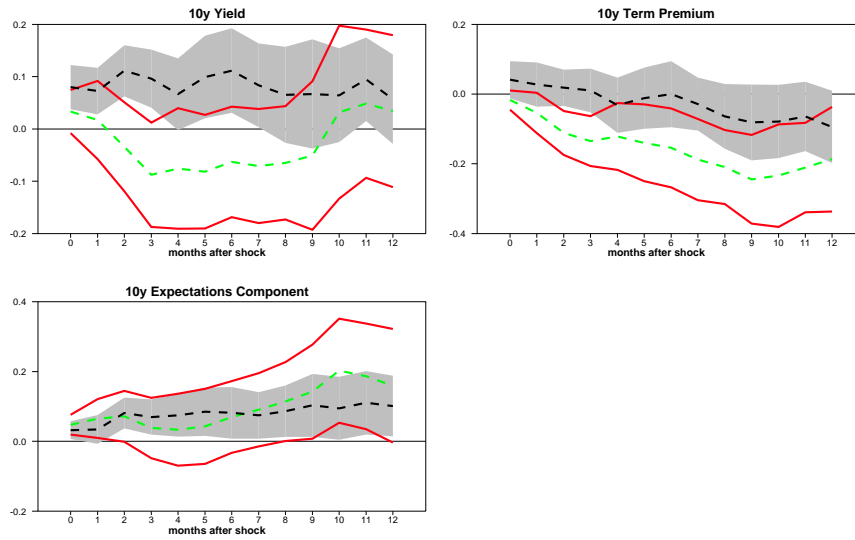 10y Yield
0.2
0.1
0.0
-0.1
-0.2
0 1 2 3 4 5 6 7 8 9 10 11 12
months after shock
10y Term Premium
0.2
0.0
-0.2
-0.4
0 1 2 3 4 5 6 7 8 9 10 11 12
months after shock
10y Expectations Component
0.4
0.2
0.0
-0.2
0 1 2 3 4 5 6 7 8 9 10 11 12
months after shock